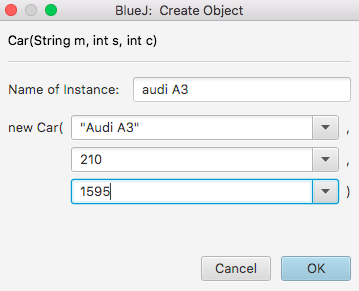 BlueJ: Create Object
Car(String m, int s, int c)
Name of Instance: audi A3
new Car( "Audi A3" ,
210 ,
1595 )
Cancel OK